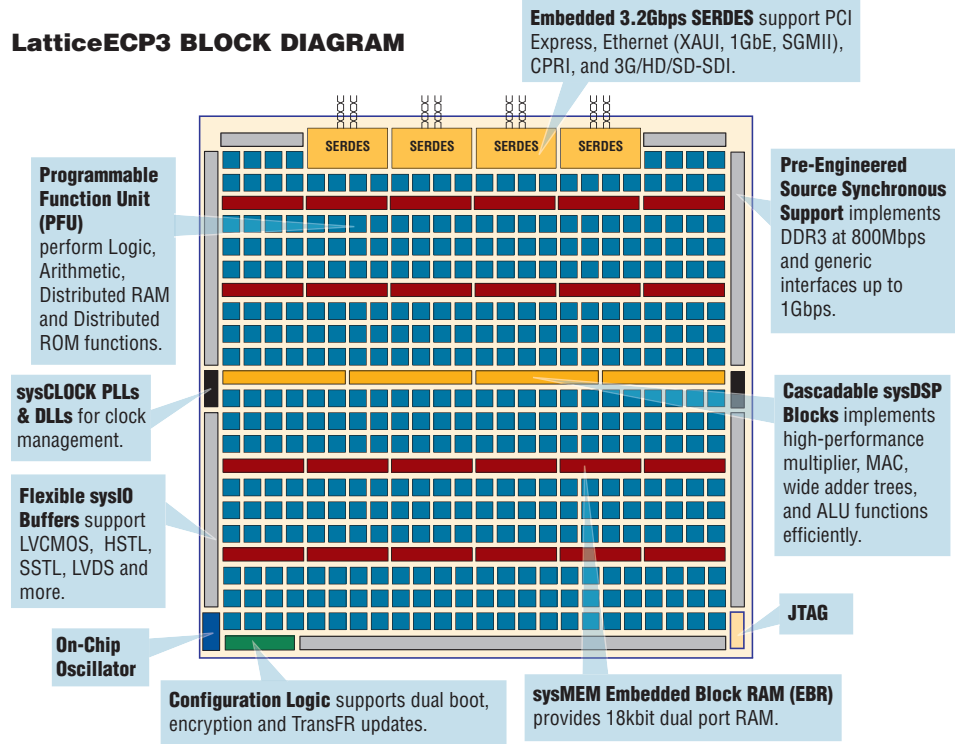 LatticeECP3 BLOCK DIAGRAM
Embedded 3.2Gbps SERDES support PCI
Express, Ethernet (XAUI, 1GbE, SGMII),
CPRI, and 3G/HD/SD-SDI.
SERDES
SERDES
SERDES
SERDES
Programmable
Function Unit
(PFU)
perform Logic,
Arithmetic,
Distributed RAM
and Distributed
ROM functions.
Pre-Engineered
Source Synchronous
Support implements
DDR3 at 800Mbps
and generic
interfaces up to
1Gbps.
sysCLOCK PLLs
& DLLs for clock
management.
Cascadable sysDSP
Blocks implements
high-performance
multiplier, MAC,
wide adder trees,
and ALU functions
efficiently.
Flexible sysIO
Buffers support
LVCMOS, HSTL,
SSTL, LVDS and
more.
JTAG
On-Chip
Oscillator
Configuration Logic supports dual boot,
encryption and TransFR updates.
sysMEM Embedded Block RAM (EBR)
provides 18kbit dual port RAM.